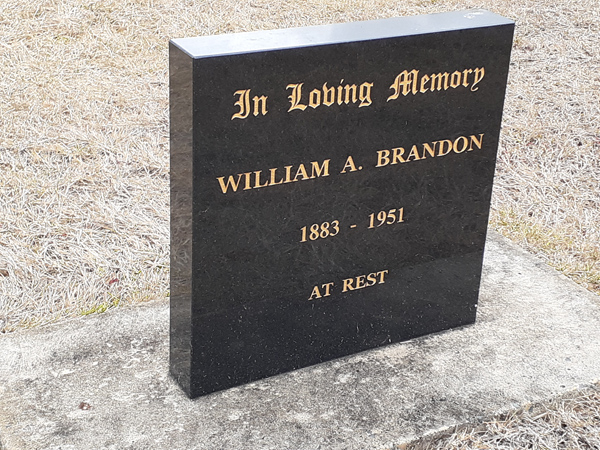 In Loving Memory
WILLIAM A. BRANDON
1883 - 1951
AT REST